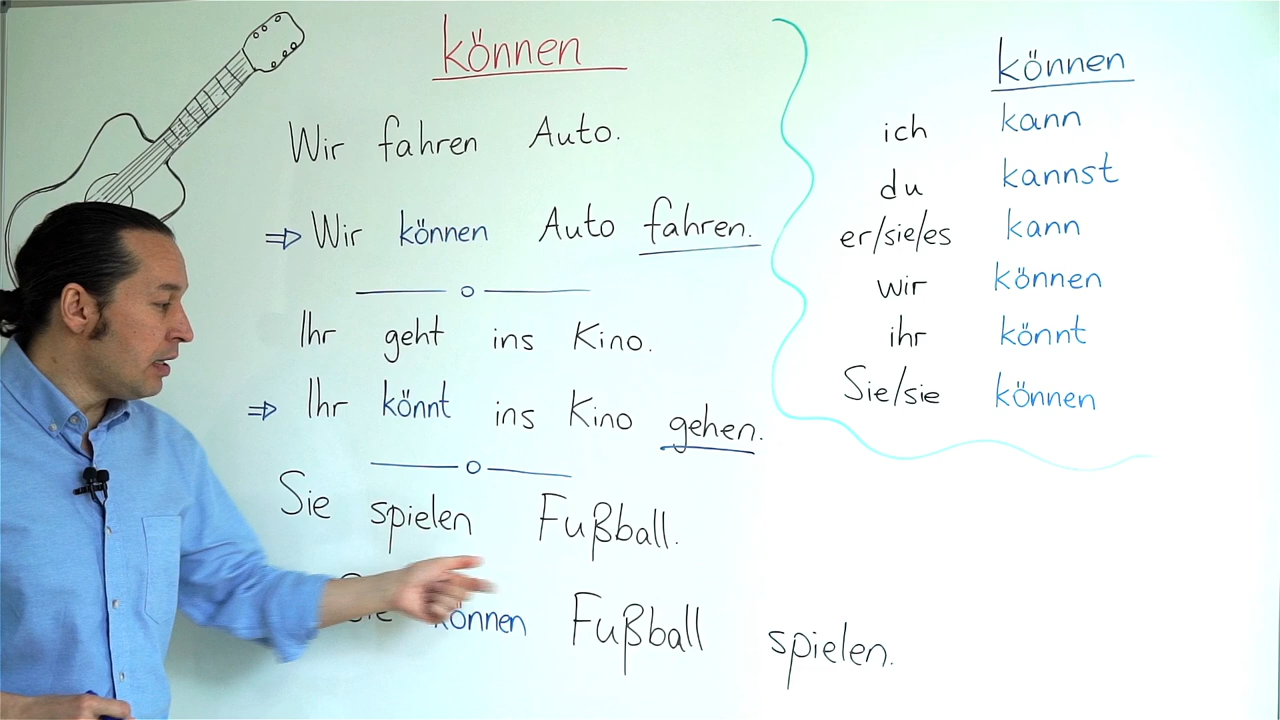 können
Wir fahren Auto.
⇒ Wir können Auto fahren.
Ihr geht ins Kino.
⇒ Ihr könnt ins Kino gehen.
Sie spielen Fußball.
Sie können Fußball spielen.
können
ich kann
du kannst
er/sie/es kann
wir können
ihr könnt
Sie/sie können